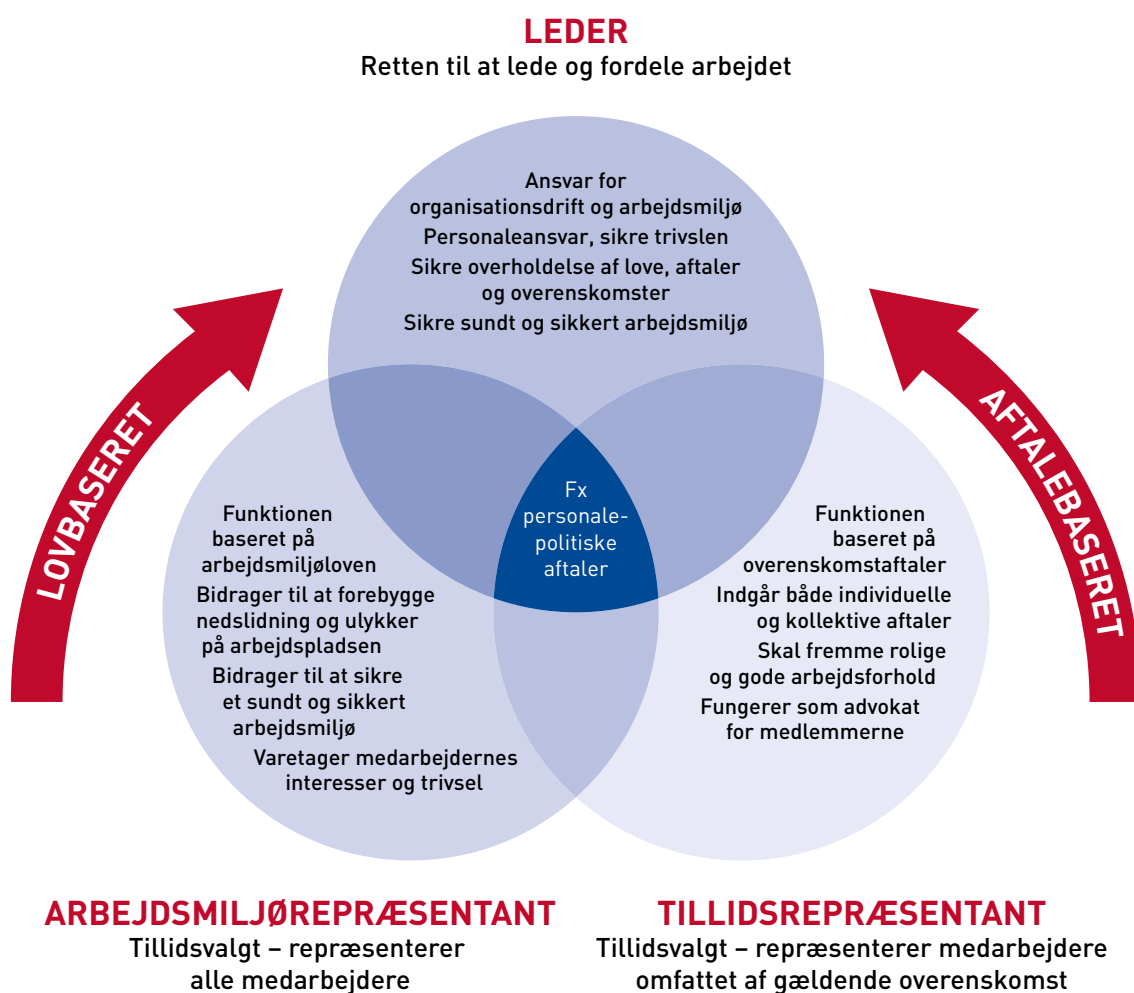 LEDER
Retten til at lede og fordele arbejdet
Ansvar for
organisationsdrift og arbejdsmiljø
Personaleansvar, sikre trivslen
Sikre overholdelse af love, aftaler
og overenskomster
Sikre sundt og sikkert arbejdsmiljø
LOVBASERET
AFTALEBASERET
Fx
personale-
politiske
aftaler
Funktionen
baseret på
arbejdsmiljøloven
Bidrager til at forebygge
nedslidning og ulykker
på arbejdspladsen
Bidrager til at sikre
et sundt og sikkert
arbejdsmiljø
Varetager medarbejdernes
interesser og trivsel
Funktionen
baseret på
overenskomstaftaler
Indgår både individuelle
og kollektive aftaler
Skal fremme rolige
og gode arbejdsforhold
Fungerer som advokat
for medlemmerne
ARBEJDSMILJØREPRÆSENTANT
Tillidsvalgt – repræsenterer
alle medarbejdere
TILLIDSREPRÆSENTANT
Tillidsvalgt – repræsenterer medarbejdere
omfattet af gældende overenskomst